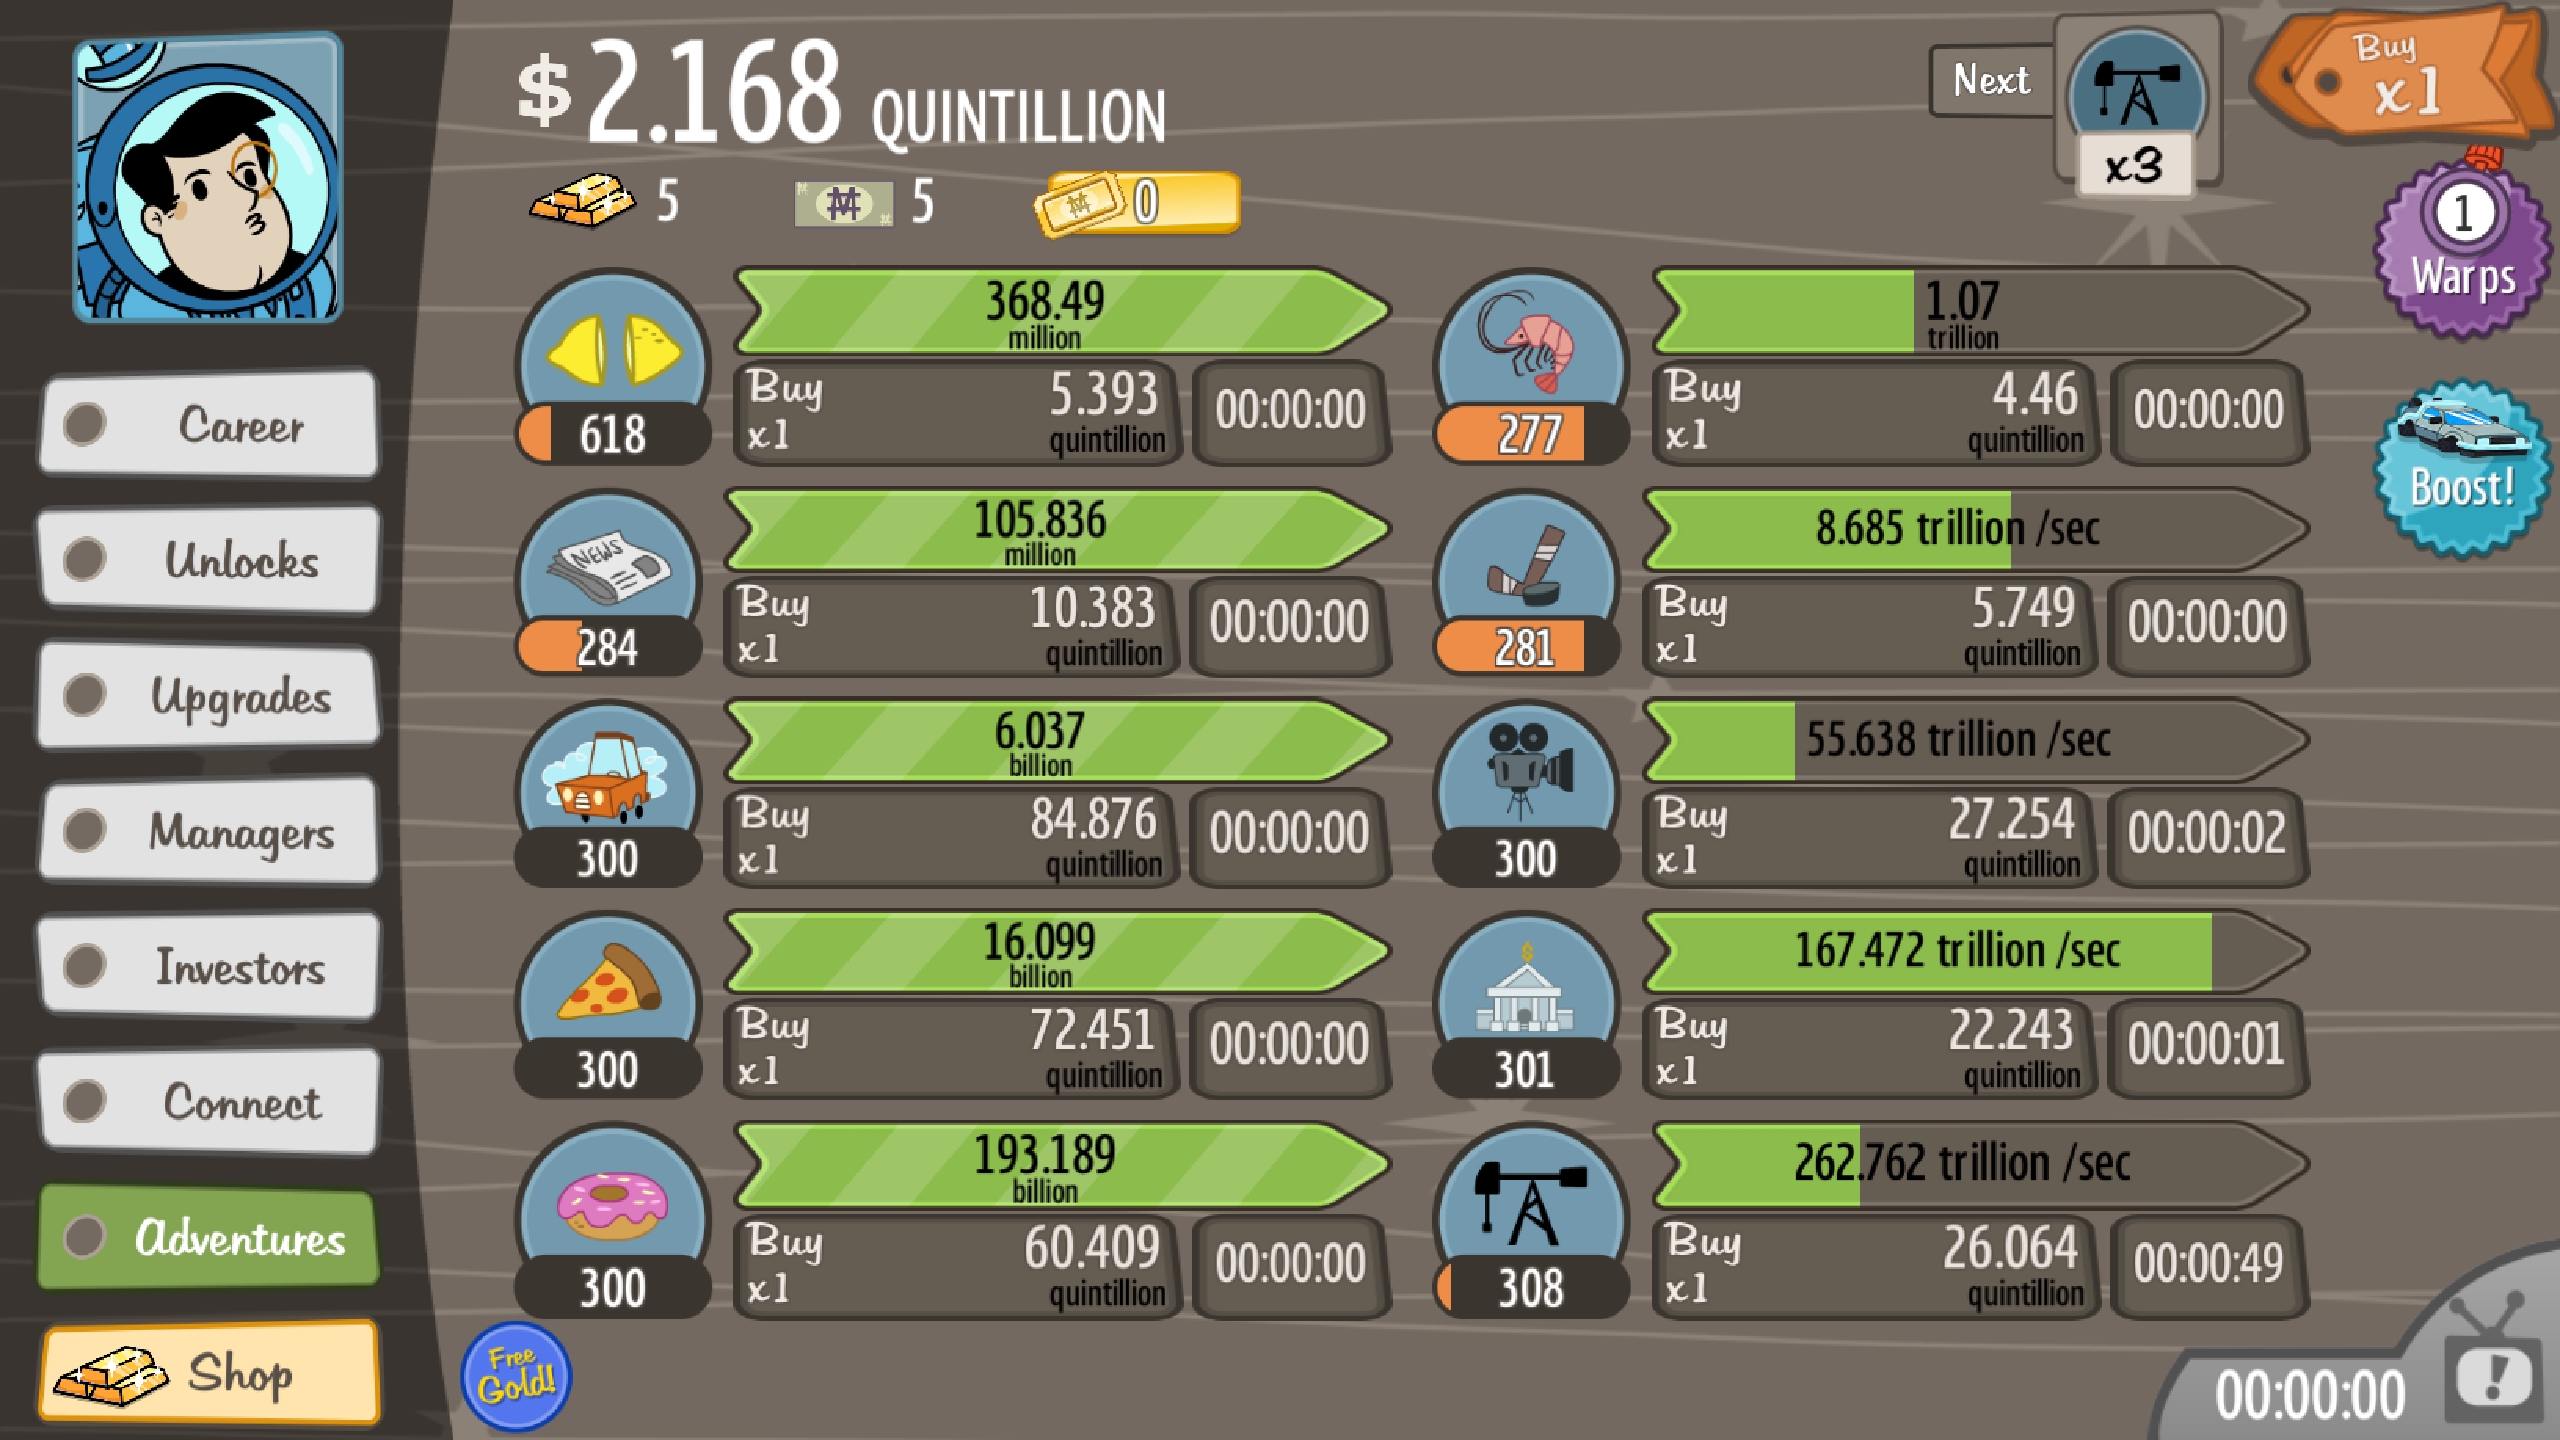 $2.168 QUINTILLION
5 5 0
Next
x3
Buy
x1
1
Warps
Boost!
Career
Unlocks
Upgrades
Managers
Investors
Connect
Adventures
Shop
368.49
million
618
Buy
x1
5.393
quintillion
00:00:00
NEWS
105.836
million
284
Buy
x1
10.383
quintillion
00:00:00
6.037
billion
300
Buy
x1
84.876
quintillion
00:00:00
16.099
billion
300
Buy
x1
72.451
quintillion
00:00:00
193.189
billion
300
Buy
x1
60.409
quintillion
00:00:00
1.07
trillion
277
Buy
x1
4.46
quintillion
00:00:00
8.685 trillion /sec
281
Buy
x1
5.749
quintillion
00:00:00
55.638 trillion /sec
300
Buy
x1
27.254
quintillion
00:00:02
167.472 trillion /sec
301
Buy
x1
22.243
quintillion
00:00:01
262.762 trillion /sec
308
Buy
x1
26.064
quintillion
00:00:49
Free
Gold!
00:00:00
!